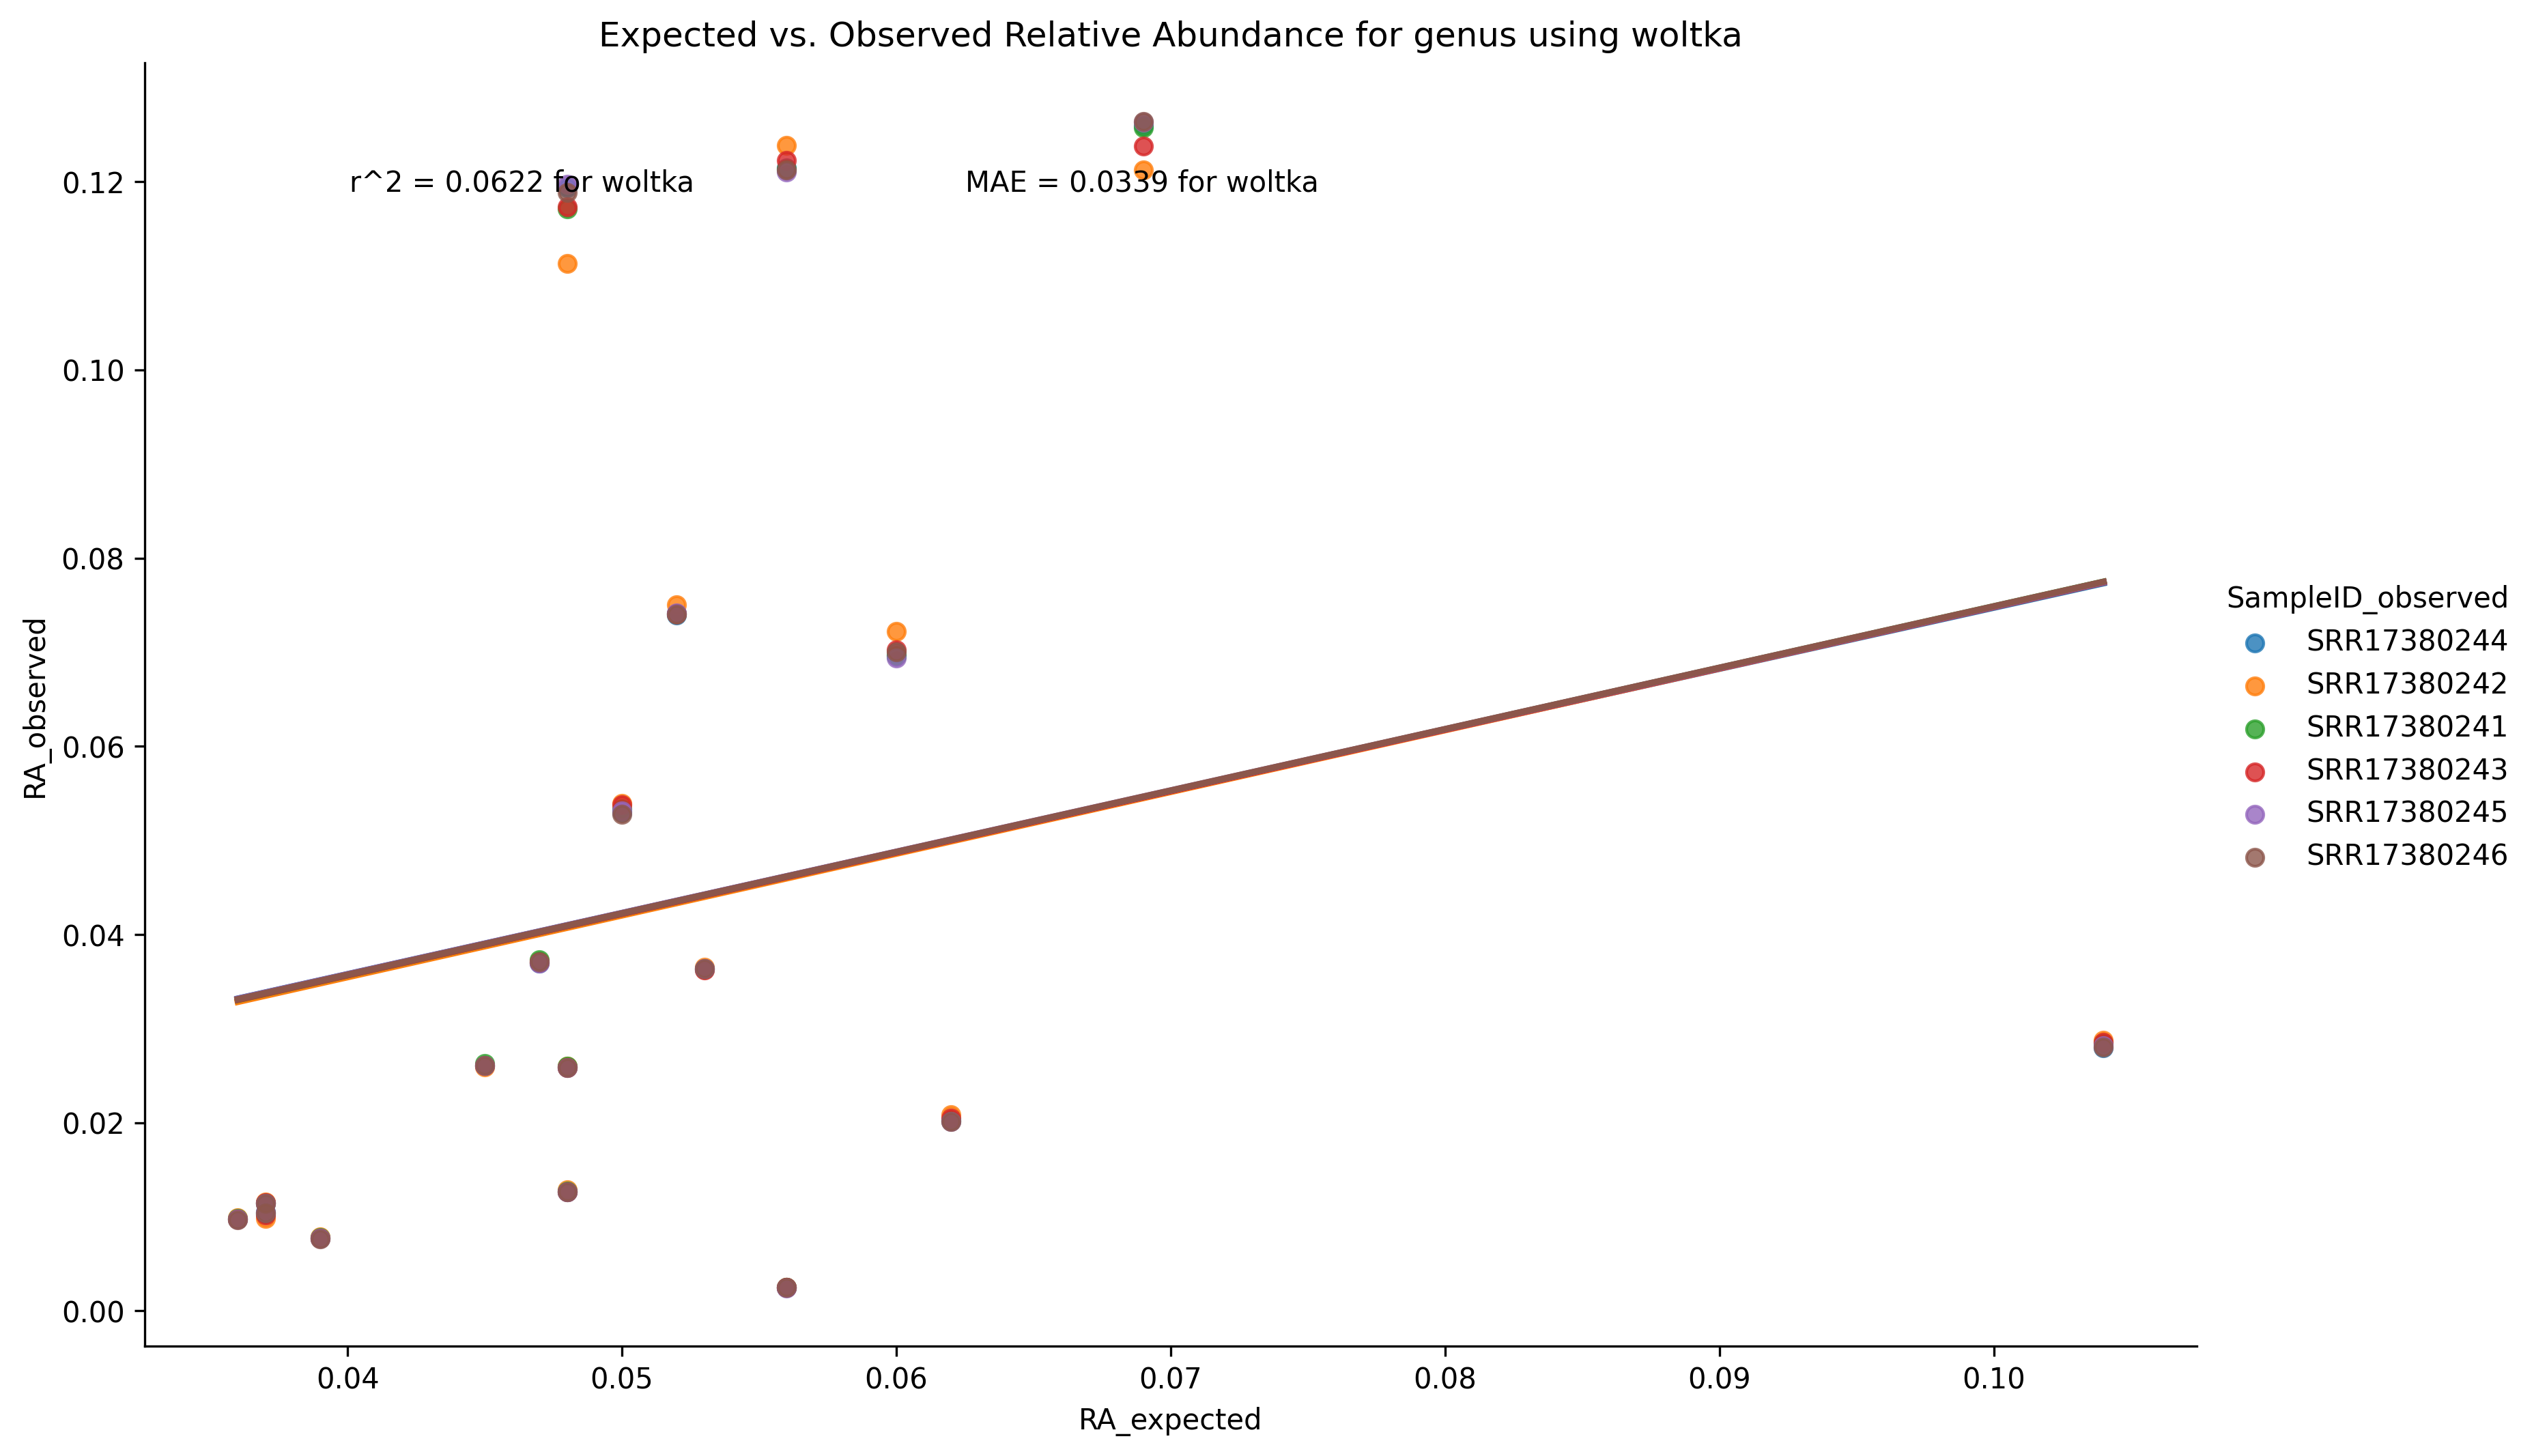 Expected vs. Observed Relative Abundance for genus using woltka
r^2 = 0.0622 for woltka
MAE = 0.0339 for woltka
0.12
0.10
0.08
0.06
0.04
0.02
0.00
RA_observed
0.04
0.05
0.06
0.07
0.08
0.09
0.10
RA_expected
SampleID_observed
SRR17380244
SRR17380242
SRR17380241
SRR17380243
SRR17380245
SRR17380246